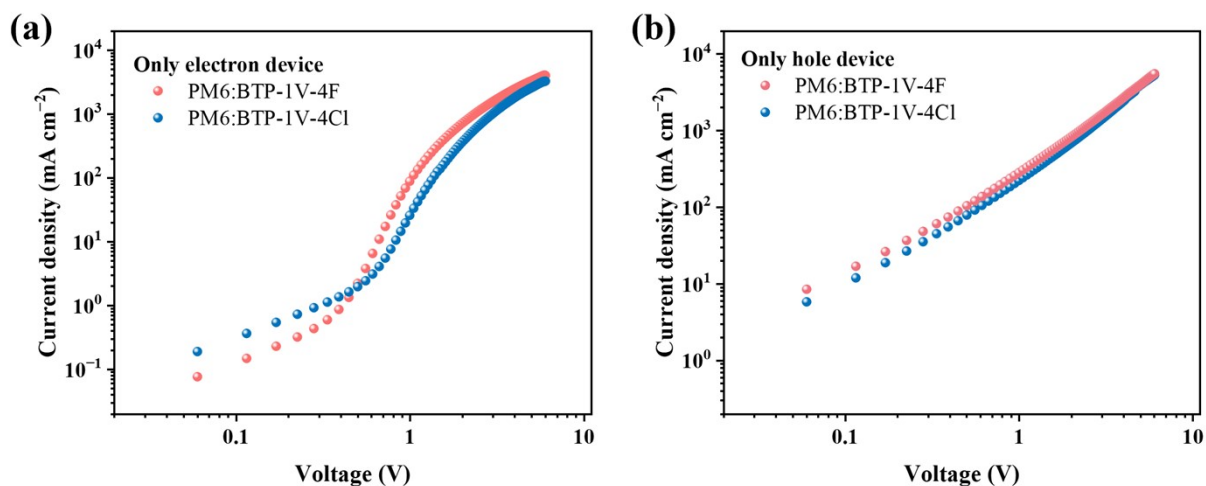 (a)
Only electron device
PM6:BTP-1V-4F
PM6:BTP-1V-4Cl
Current density (mA cm⁻²)
10⁴
10³
10²
10¹
10⁰
10⁻¹
0.1
1
10
Voltage (V)
(b)
Only hole device
PM6:BTP-1V-4F
PM6:BTP-1V-4Cl
Current density (mA cm⁻²)
10⁴
10³
10²
10¹
10⁰
0.1
1
10
Voltage (V)